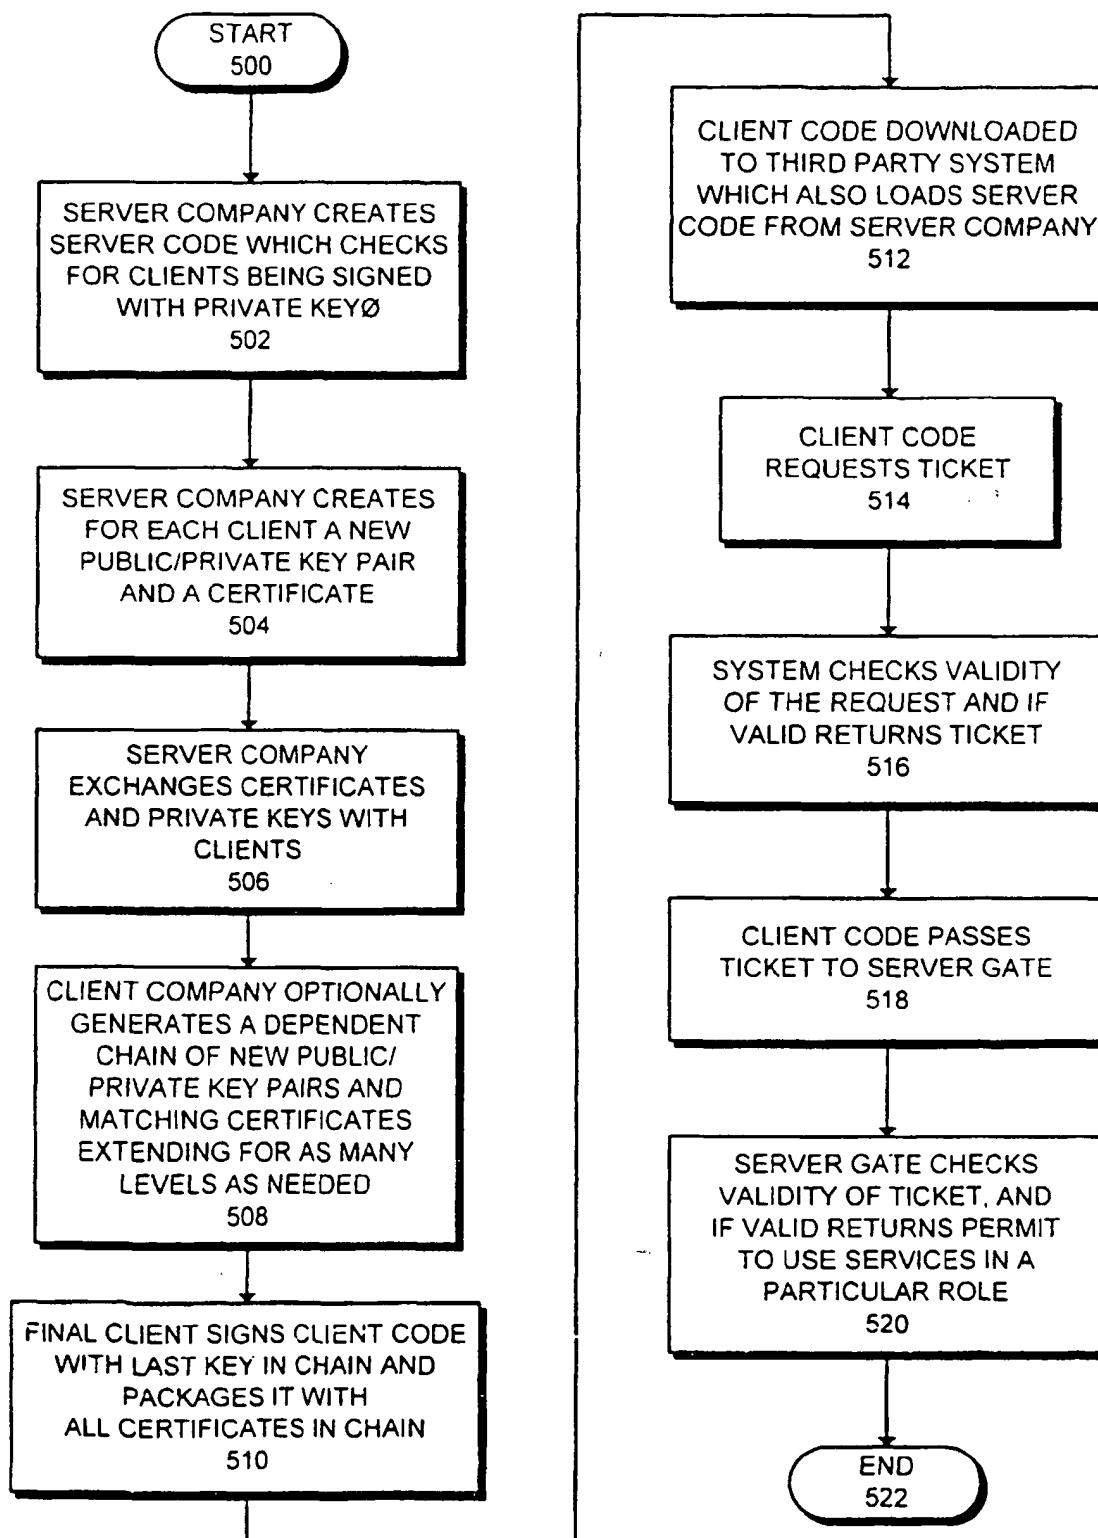 START
500
SERVER COMPANY CREATES
SERVER CODE WHICH CHECKS
FOR CLIENTS BEING SIGNED
WITH PRIVATE KEYØ
502
SERVER COMPANY CREATES
FOR EACH CLIENT A NEW
PUBLIC/PRIVATE KEY PAIR
AND A CERTIFICATE
504
SERVER COMPANY
EXCHANGES CERTIFICATES
AND PRIVATE KEYS WITH
CLIENTS
506
CLIENT COMPANY OPTIONALLY
GENERATES A DEPENDENT
CHAIN OF NEW PUBLIC/
PRIVATE KEY PAIRS AND
MATCHING CERTIFICATES
EXTENDING FOR AS MANY
LEVELS AS NEEDED
508
FINAL CLIENT SIGNS CLIENT CODE
WITH LAST KEY IN CHAIN AND
PACKAGES IT WITH
ALL CERTIFICATES IN CHAIN
510
CLIENT CODE DOWNLOADED
TO THIRD PARTY SYSTEM
WHICH ALSO LOADS SERVER
CODE FROM SERVER COMPANY
512
CLIENT CODE
REQUESTS TICKET
514
SYSTEM CHECKS VALIDITY
OF THE REQUEST AND IF
VALID RETURNS TICKET
516
CLIENT CODE PASSES
TICKET TO SERVER GATE
518
SERVER GATE CHECKS
VALIDITY OF TICKET, AND
IF VALID RETURNS PERMIT
TO USE SERVICES IN A
PARTICULAR ROLE
520
END
522